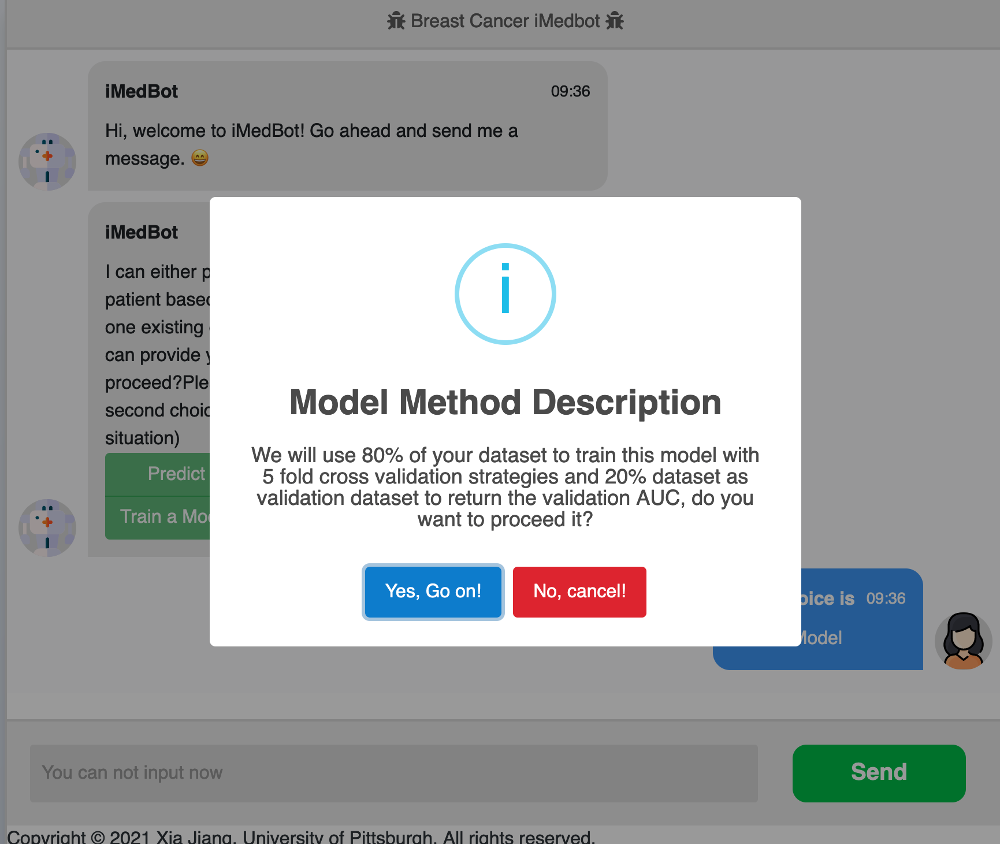 Breast Cancer iMedbot
iMedBot 09:36
Hi, welcome to iMedBot! Go ahead and send me a
message. 😄
iMedBot
I can either
patient based
one existing
can provide
proceed?Ple
second choic
situation)
Predict
Train a Mod
Model Method Description
We will use 80% of your dataset to train this model with
5 fold cross validation strategies and 20% dataset as
validation dataset to return the validation AUC, do you
want to proceed it?
Yes, Go on! No, cancel!
oice is 09:36
Model
You can not input now
Send
Copyright © 2021 Xia Jiang, University of Pittsburgh. All rights reserved.